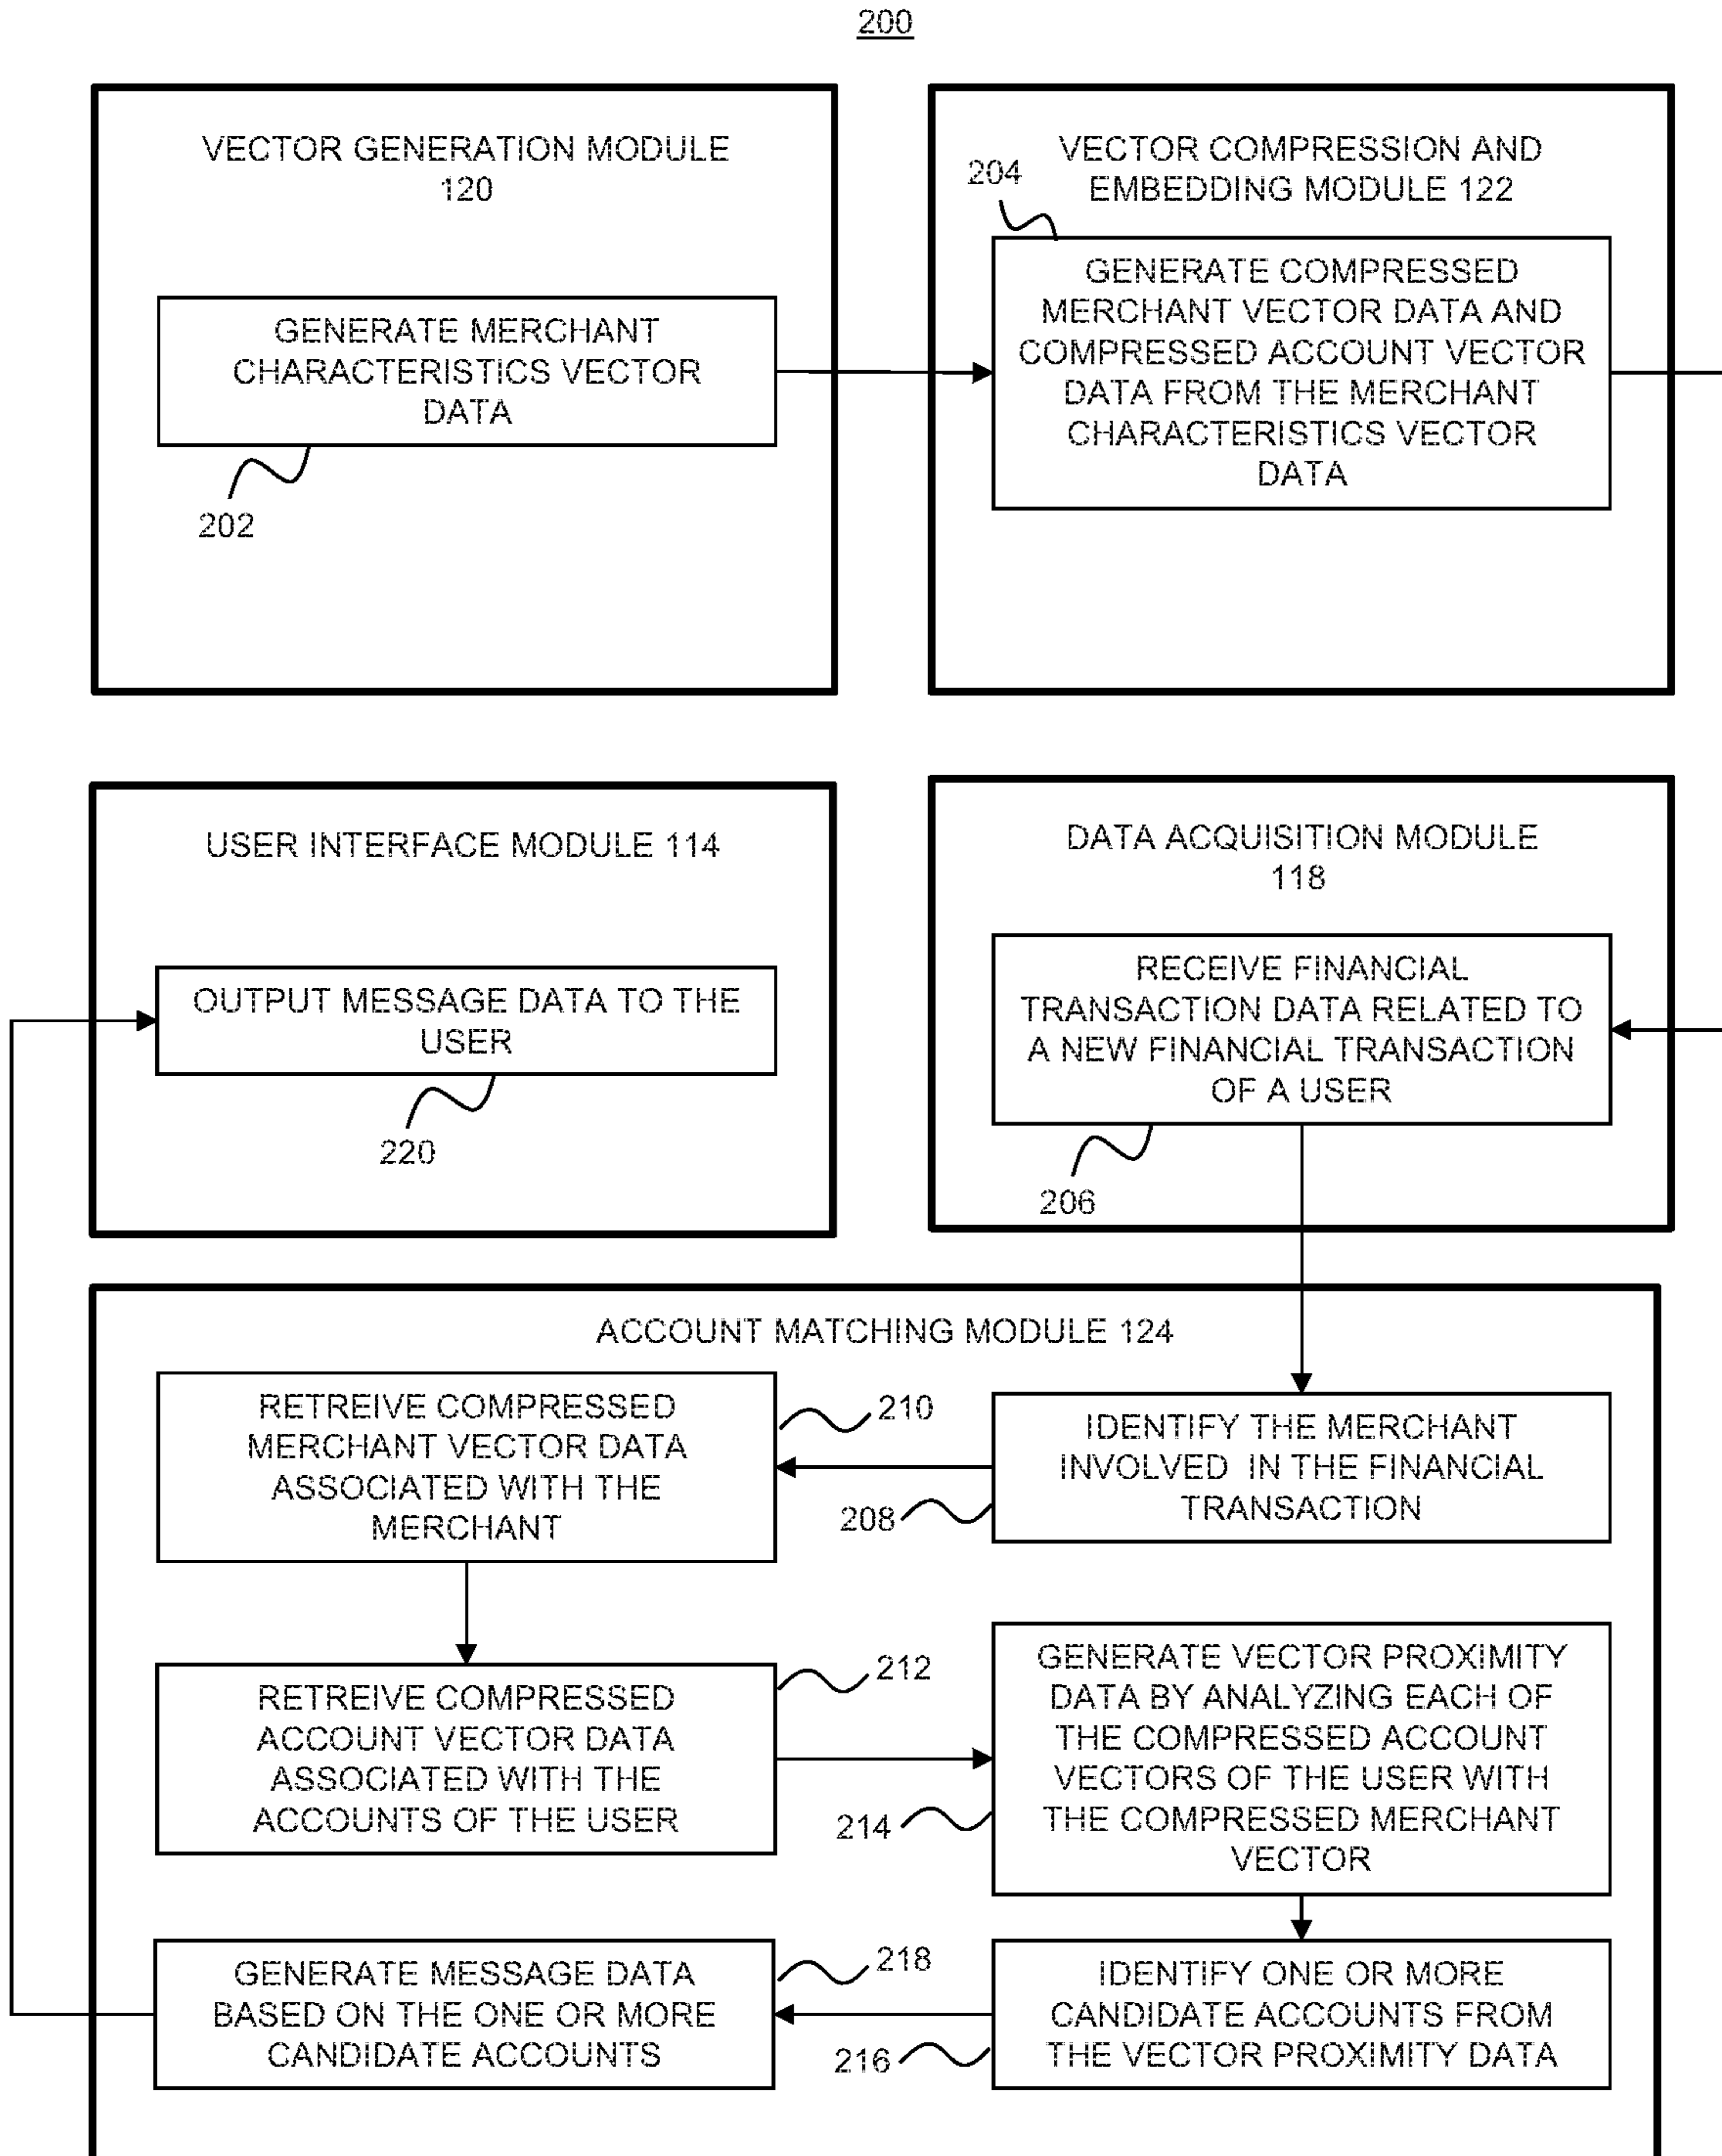 200
VECTOR GENERATION MODULE
120
GENERATE MERCHANT
CHARACTERISTICS VECTOR
DATA
202
VECTOR COMPRESSION AND
EMBEDDING MODULE 122
204
GENERATE COMPRESSED
MERCHANT VECTOR DATA AND
COMPRESSED ACCOUNT VECTOR
DATA FROM THE MERCHANT
CHARACTERISTICS VECTOR
DATA
USER INTERFACE MODULE 114
OUTPUT MESSAGE DATA TO THE
USER
220
DATA ACQUISITION MODULE
118
RECEIVE FINANCIAL
TRANSACTION DATA RELATED TO
A NEW FINANCIAL TRANSACTION
OF A USER
206
ACCOUNT MATCHING MODULE 124
RETREIVE COMPRESSED
MERCHANT VECTOR DATA
ASSOCIATED WITH THE
MERCHANT
210
IDENTIFY THE MERCHANT
INVOLVED IN THE FINANCIAL
TRANSACTION
208
RETREIVE COMPRESSED
ACCOUNT VECTOR DATA
ASSOCIATED WITH THE
ACCOUNTS OF THE USER
212
GENERATE VECTOR PROXIMITY
DATA BY ANALYZING EACH OF
THE COMPRESSED ACCOUNT
VECTORS OF THE USER WITH
THE COMPRESSED MERCHANT
VECTOR
214
GENERATE MESSAGE DATA
BASED ON THE ONE OR MORE
CANDIDATE ACCOUNTS
218
IDENTIFY ONE OR MORE
CANDIDATE ACCOUNTS FROM
THE VECTOR PROXIMITY DATA
216